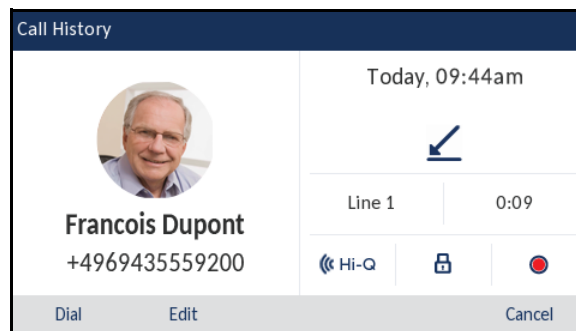 Call History
Today, 09:44am
Line 1 0:09
Francois Dupont
+4969435559200
Hi-Q
Dial Edit Cancel